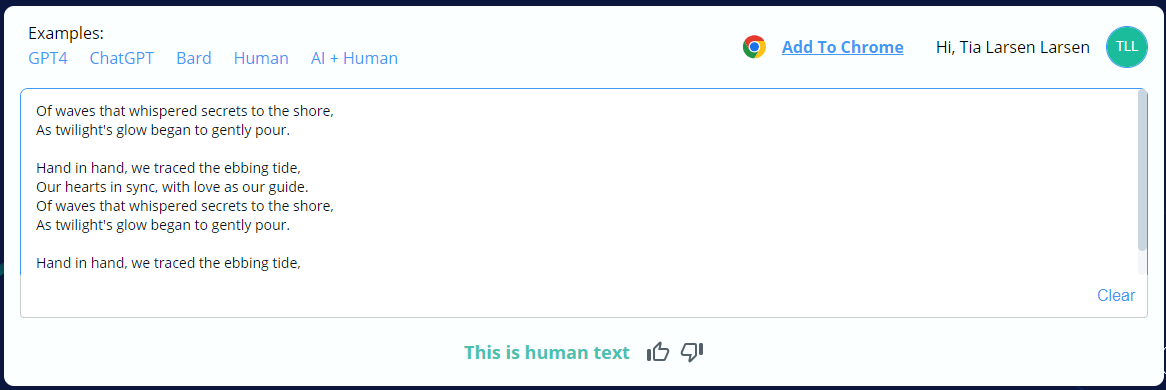 Examples:
GPT4 ChatGPT Bard Human AI + Human
Add To Chrome
Hi, Tia Larsen Larsen
TLL
Of waves that whispered secrets to the shore,
As twilight's glow began to gently pour.
Hand in hand, we traced the ebbing tide,
Our hearts in sync, with love as our guide.
Of waves that whispered secrets to the shore,
As twilight's glow began to gently pour.
Hand in hand, we traced the ebbing tide,
Clear
This is human text